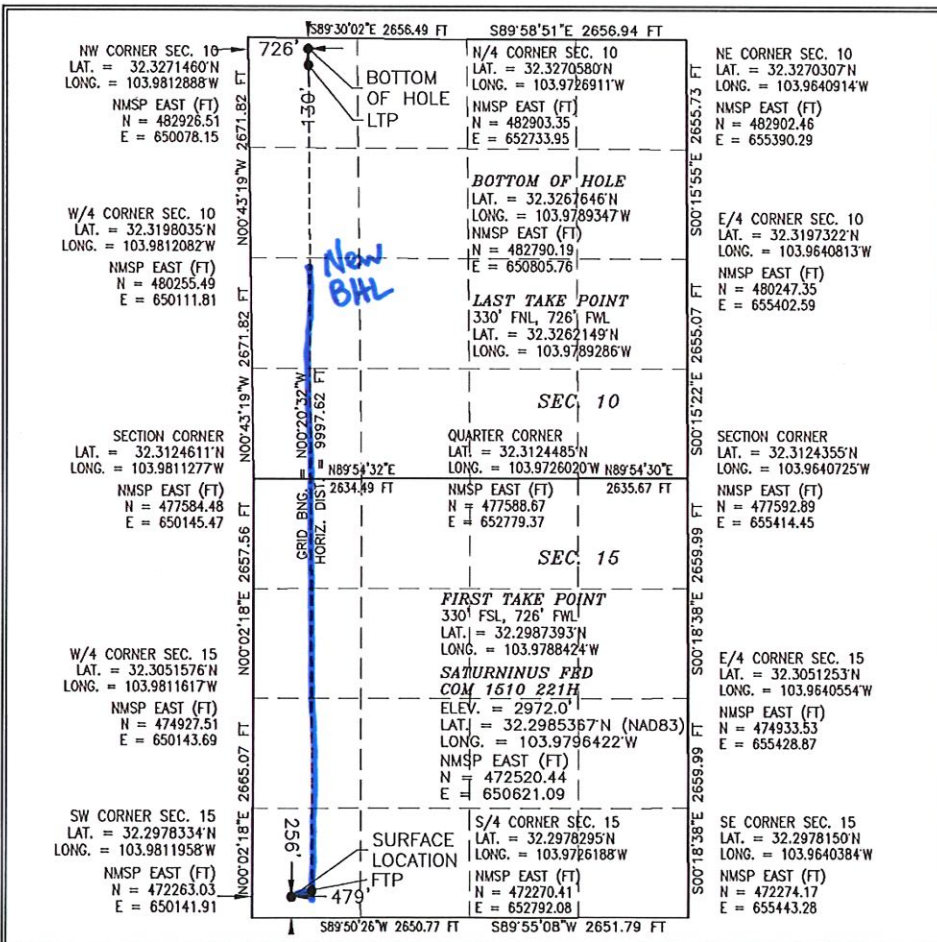 S89°30'02"E 2656.49 FT
S89°58'51"E 2656.94 FT
NW CORNER SEC. 10
LAT. = 32.3271460'N
LONG. = 103.9812888'W
NMSP EAST (FT)
N = 482926.51
E = 650078.15
726'
130'
BOTTOM
OF HOLE
LTP
N/4 CORNER SEC. 10
LAT. = 32.3270580'N
LONG. = 103.9726911'W
NMSP EAST (FT)
N = 482903.35
E = 652733.95
NE CORNER SEC. 10
LAT. = 32.3270307'N
LONG. = 103.9640914'W
NMSP EAST (FT)
N = 482902.46
E = 655390.29
N00°43'19"W 2671.82 FT
S00°15'55"E 2655.73 FT
BOTTOM OF HOLE
LAT. = 32.3267646'N
LONG. = 103.9789347'W
NMSP EAST (FT)
N = 482790.19
E = 650805.76
W/4 CORNER SEC. 10
LAT. = 32.3198035'N
LONG. = 103.9812082'W
NMSP EAST (FT)
N = 480255.49
E = 650111.81
New
BHL
E/4 CORNER SEC. 10
LAT. = 32.3197322'N
LONG. = 103.9640813'W
NMSP EAST (FT)
N = 480247.35
E = 655402.59
LAST TAKE POINT
330' FNL, 726' FWL
LAT. = 32.3262149'N
LONG. = 103.9789286'W
N00°43'19"W 2671.82 FT
S00°15'22"E 2655.07 FT
SEC. 10
GRID BNG. = N00°20'32"W
HORIZ. DIST = 9997.62 FT
SECTION CORNER
LAT. = 32.3124611'N
LONG. = 103.9811277'W
NMSP EAST (FT)
N = 477584.48
E = 650145.47
QUARTER CORNER
LAT. = 32.3124485'N
LONG. = 103.9726020'W
N89°54'32"E
2634.49 FT
N89°54'30"E
2635.67 FT
NMSP EAST (FT)
N = 477588.67
E = 652779.37
SECTION CORNER
LAT. = 32.3124355'N
LONG. = 103.9640725'W
NMSP EAST (FT)
N = 477592.89
E = 655414.45
N00°02'18"E 2657.56 FT
S00°18'38"E 2659.99 FT
SEC. 15
FIRST TAKE POINT
330' FSL, 726' FWL
LAT. = 32.2987393'N
LONG. = 103.9788424'W
W/4 CORNER SEC. 15
LAT. = 32.3051576'N
LONG. = 103.9811617'W
NMSP EAST (FT)
N = 474927.51
E = 650143.69
SATURNINUS FED
COM 1510 221H
ELEV. = 2972.0'
LAT. = 32.2985367'N (NAD83)
LONG. = 103.9796422'W
NMSP EAST (FT)
N = 472520.44
E = 650621.09
E/4 CORNER SEC. 15
LAT. = 32.3051253'N
LONG. = 103.9640554'W
NMSP EAST (FT)
N = 474933.53
E = 655428.87
N00°02'18"E 2665.07 FT
S00°18'38"E 2659.99 FT
SW CORNER SEC. 15
LAT. = 32.2978334'N
LONG. = 103.9811958'W
NMSP EAST (FT)
N = 472263.03
E = 650141.91
256'
SURFACE
LOCATION
FTP
479'
S/4 CORNER SEC. 15
LAT. = 32.2978295'N
LONG. = 103.9726188'W
NMSP EAST (FT)
N = 472270.41
E = 652792.08
SE CORNER SEC. 15
LAT. = 32.2978150'N
LONG. = 103.9640384'W
NMSP EAST (FT)
N = 472274.17
E = 655443.28
S89°50'26"W 2650.77 FT
S89°55'08"W 2651.79 FT